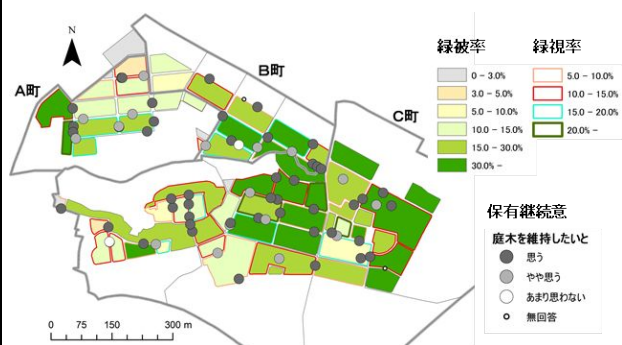 N
A町
B町
C町
緑被率
0 - 3.0%
3.0 - 5.0%
5.0 - 10.0%
10.0 - 15.0%
15.0 - 30.0%
30.0% -
緑視率
5.0 - 10.0%
10.0 - 15.0%
15.0 - 20.0%
20.0% -
保有継続意
庭木を維持したいと
思う
やや思う
あまり思わない
無回答
0 75 150 300 m